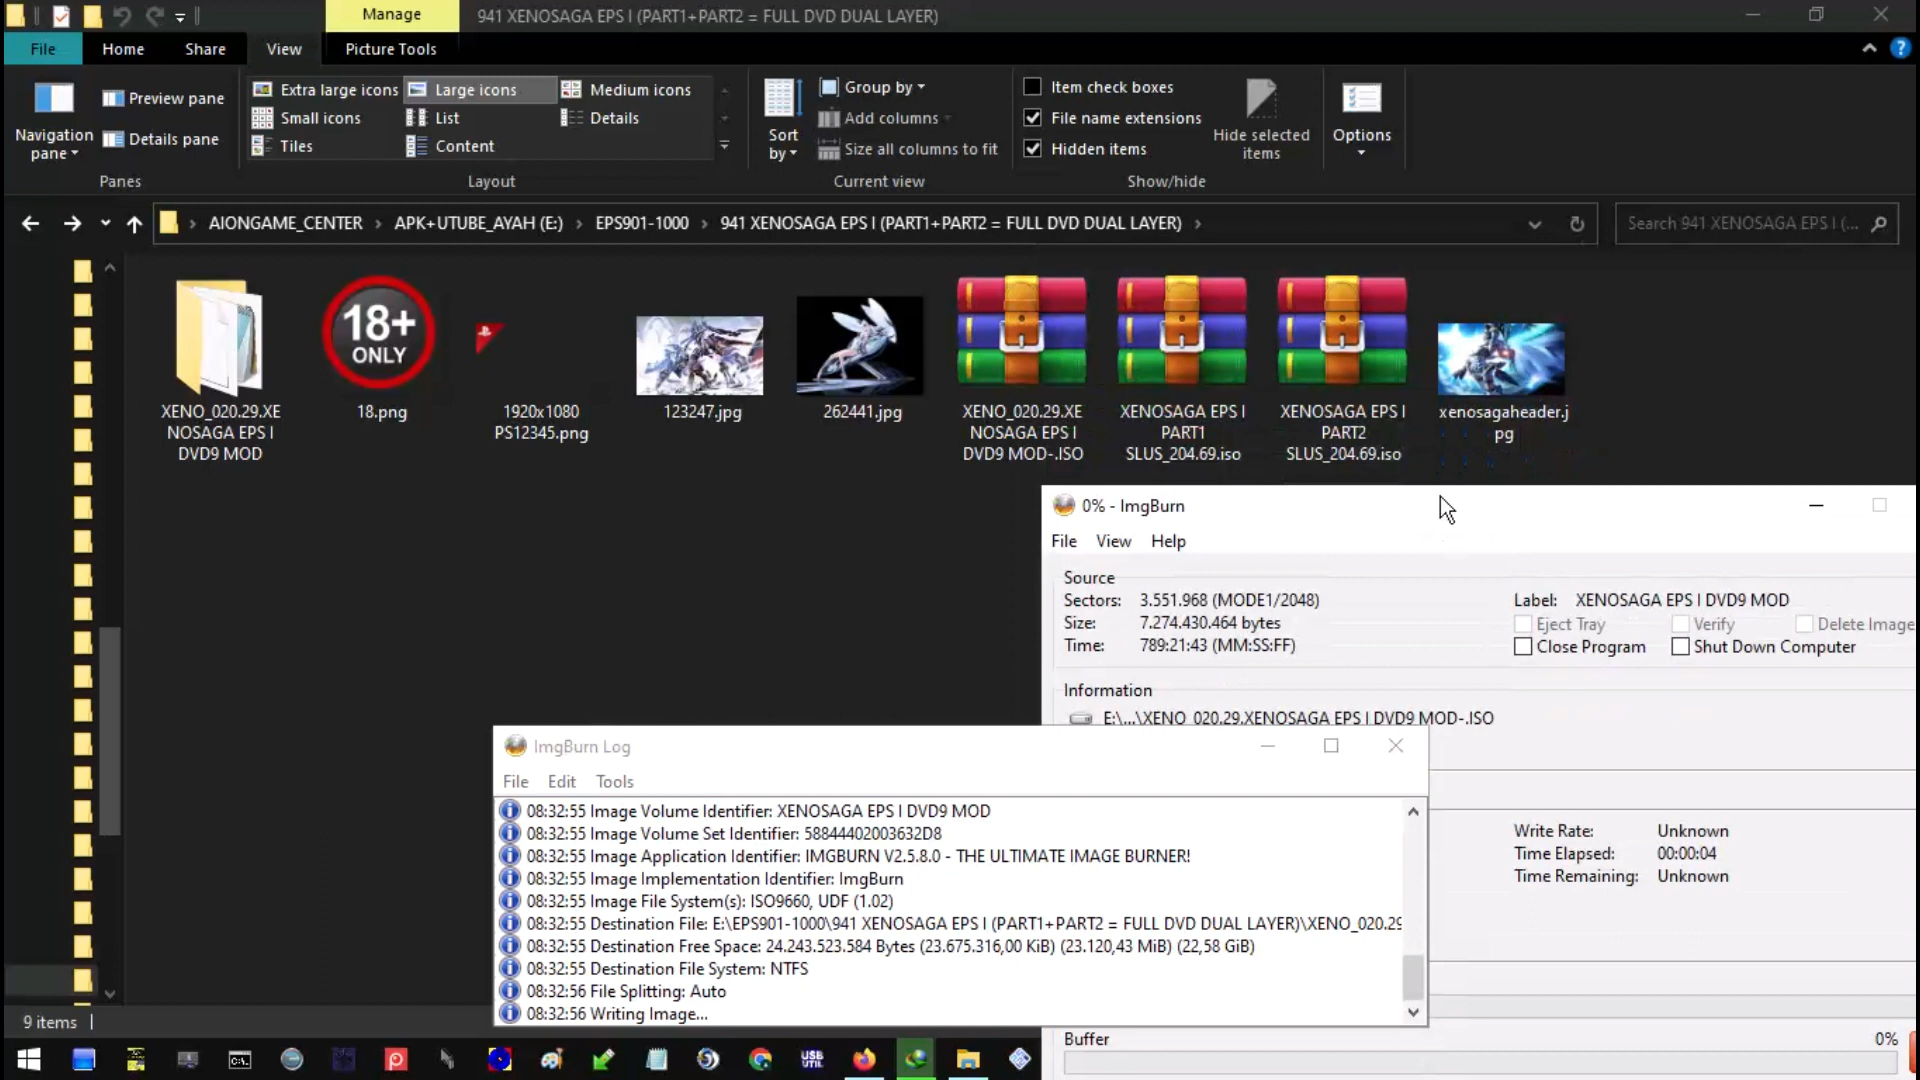 Manage
941 XENOSAGA EPS I (PART1+PART2 = FULL DVD DUAL LAYER)
File
Home
Share
View
Picture Tools
Navigation
pane
Preview pane
Details pane
Extra large icons
Large icons
Medium icons
Small icons
List
Details
Tiles
Content
Sort
by
Group by
Add columns
Size all columns to fit
Item check boxes
File name extensions
Hidden items
Hide selected
items
Options
Panes
Layout
Current view
Show/hide
AIONGAME_CENTER
APK+UTUBE_AYAH (E:)
EPS901-1000
941 XENOSAGA EPS I (PART1+PART2 = FULL DVD DUAL LAYER)
Search 941 XENOSAGA EPS I (...
18+
ONLY
XENO_020.29.XE
NOSAGA EPS I
DVD9 MOD
18.png
1920x1080
PS12345.png
123247.jpg
262441.jpg
XENO_020.29.XE
NOSAGA EPS I
DVD9 MOD-.ISO
XENOSAGA EPS I
PART1
SLUS_204.69.iso
XENOSAGA EPS I
PART2
SLUS_204.69.iso
xenosagaheader.j
pg
0% - ImgBurn
File
View
Help
Source
Sectors: 3.551.968 (MODE1/2048)
Size: 7.274.430.464 bytes
Time: 789:21:43 (MM:SS:FF)
Label: XENOSAGA EPS I DVD9 MOD
Eject Tray
Verify
Delete Image
Close Program
Shut Down Computer
Information
E:\...\XENO_020.29.XENOSAGA EPS I DVD9 MOD-.ISO
ImgBurn Log
File
Edit
Tools
08:32:55 Image Volume Identifier: XENOSAGA EPS I DVD9 MOD
08:32:55 Image Volume Set Identifier: 58844402003632D8
08:32:55 Image Application Identifier: IMGBURN V2.5.8.0 - THE ULTIMATE IMAGE BURNER!
08:32:55 Image Implementation Identifier: ImgBurn
08:32:55 Image File System(s): ISO9660, UDF (1.02)
08:32:55 Destination File: E:\EPS901-1000\941 XENOSAGA EPS I (PART1+PART2 = FULL DVD DUAL LAYER)\XENO_020.29
08:32:55 Destination Free Space: 24.243.523.584 Bytes (23.675.316,00 KiB) (23.120,43 MiB) (22,58 GiB)
08:32:55 Destination File System: NTFS
08:32:56 File Splitting: Auto
08:32:56 Writing Image...
Write Rate: Unknown
Time Elapsed: 00:00:04
Time Remaining: Unknown
Buffer
0%
9 items
USB
UTIL